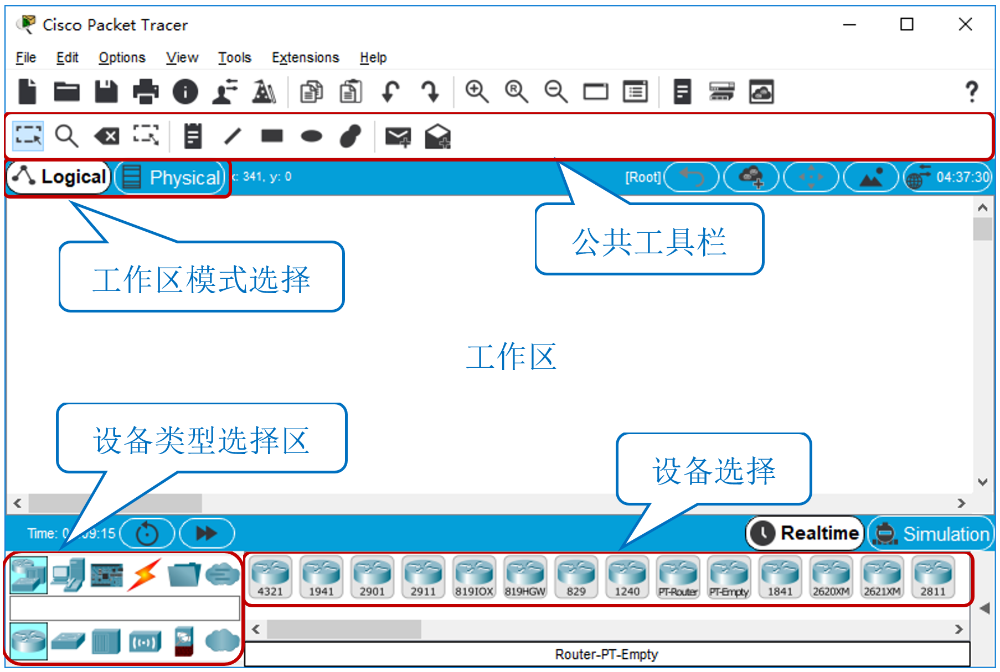 Cisco Packet Tracer
File Edit Options View Tools Extensions Help
Logical Physical x: 341, y: 0 [Root] 04:37:30
公共工具栏
工作区模式选择
工作区
设备类型选择区
设备选择
Time: 09:15 Realtime Simulation
4321 1941 2901 2911 819IOX 819HGW 829 1240 PT-Router PT-Empty 1841 2620XM 2621XM 2811
Router-PT-Empty